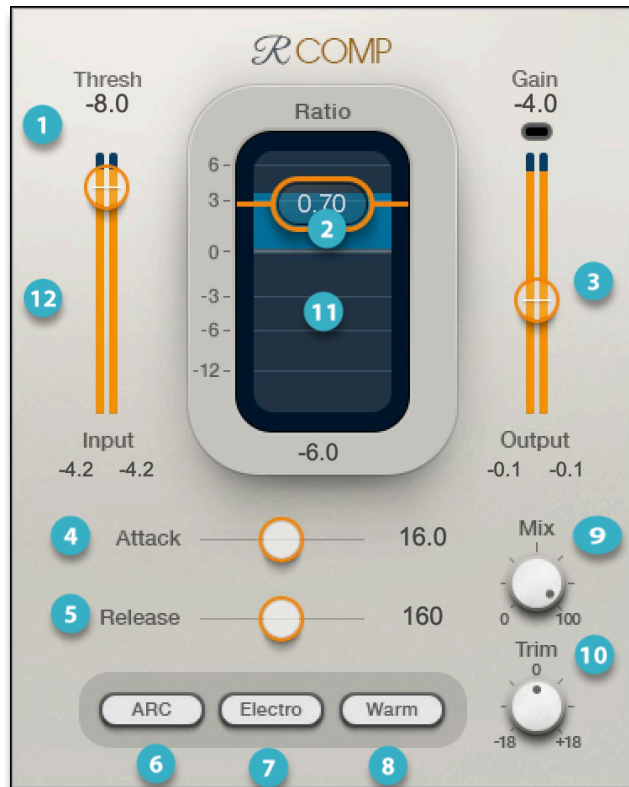 R COMP
Thresh
-8.0
Gain
-4.0
1
Ratio
6
3
0.70
2
0
3
12
-3
11
-6
-12
Input
-4.2 -4.2
-6.0
Output
-0.1 -0.1
4 Attack 16.0
Mix 9
0 100
5 Release 160
Trim 10
0
-18 +18
ARC Electro Warm
6 7 8